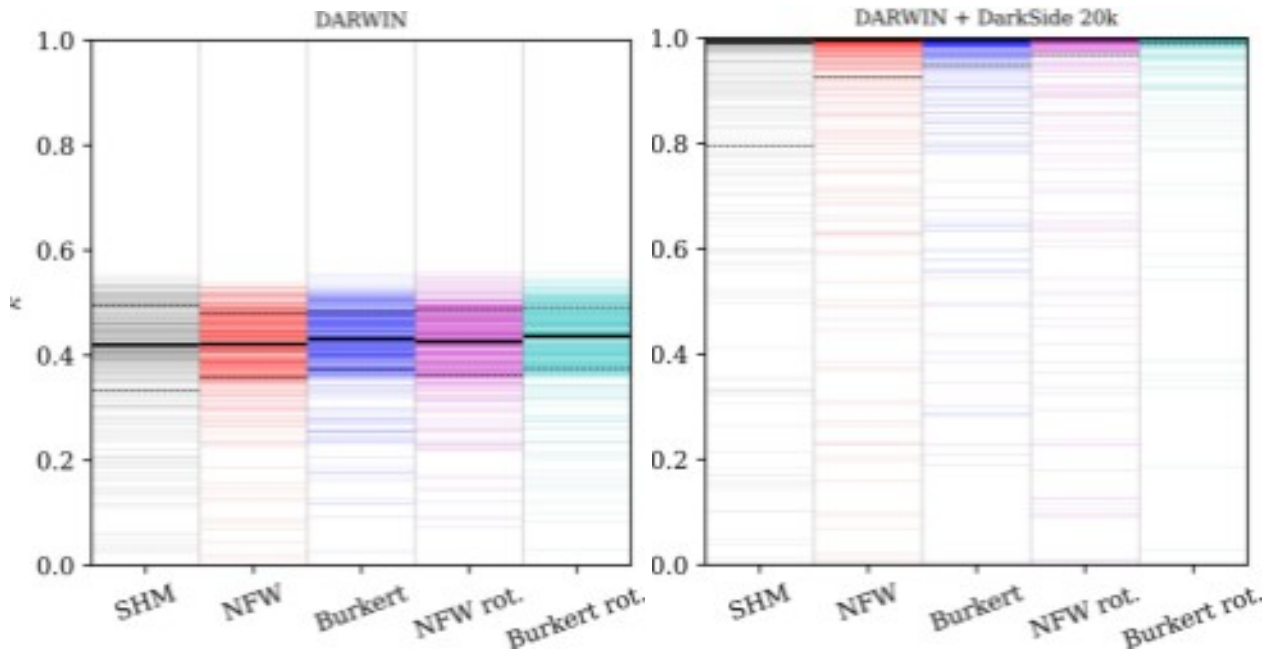 DARWIN
1.0
0.8
0.6
κ
0.4
0.2
0.0
SHM
NFW
Burkert
NFW rot.
Burkert rot.
DARWIN + DarkSide 20k
1.0
0.8
0.6
0.4
0.2
0.0
SHM
NFW
Burkert
NFW rot.
Burkert rot.